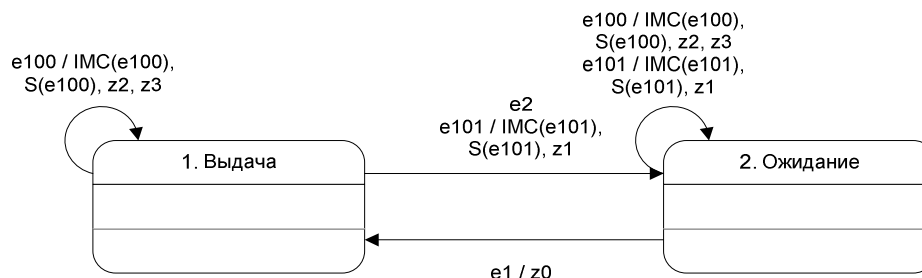 e100 / IMC(e100),
S(e100), z2, z3
e101 / IMC(e101),
S(e101), z1
e100 / IMC(e100),
S(e100), z2, z3
e2
e101 / IMC(e101),
S(e101), z1
1. Выдача
2. Ожидание
e1 / z0